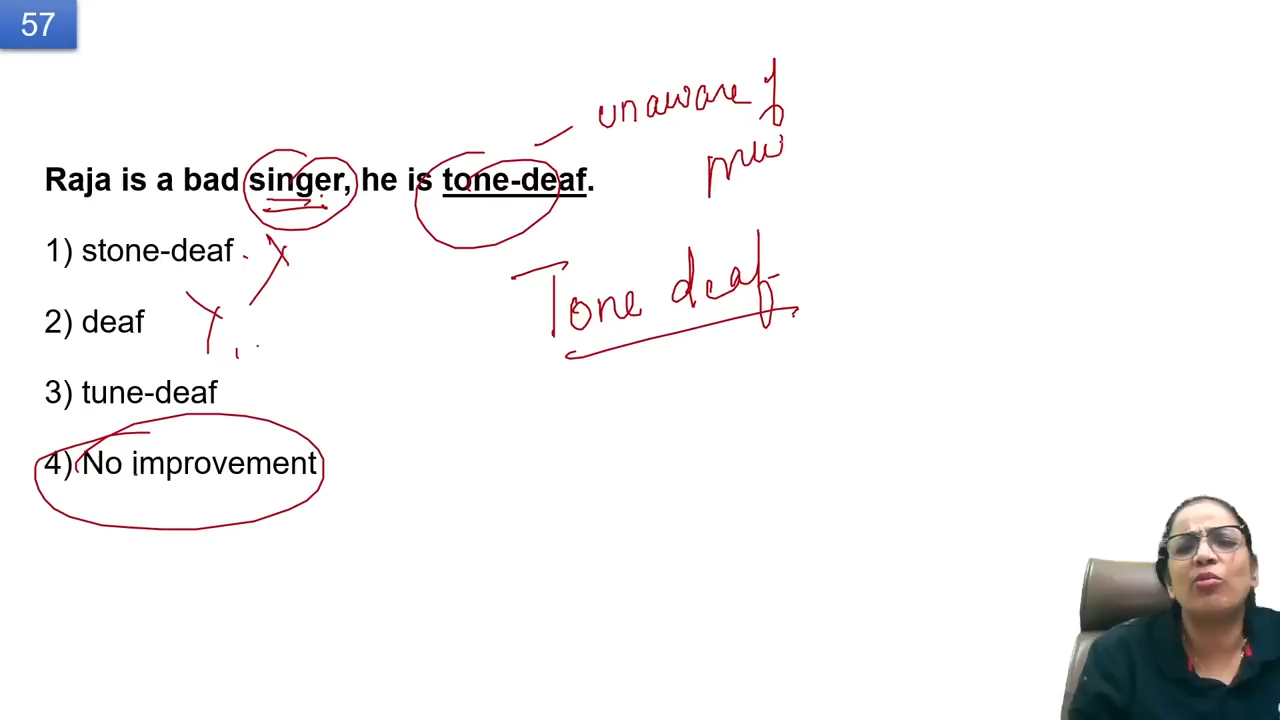 57
unaware of
Raja is a bad singer, he is tone-deaf.
1) stone-deaf
2) deaf
Tone deaf
3) tune-deaf
4) No improvement